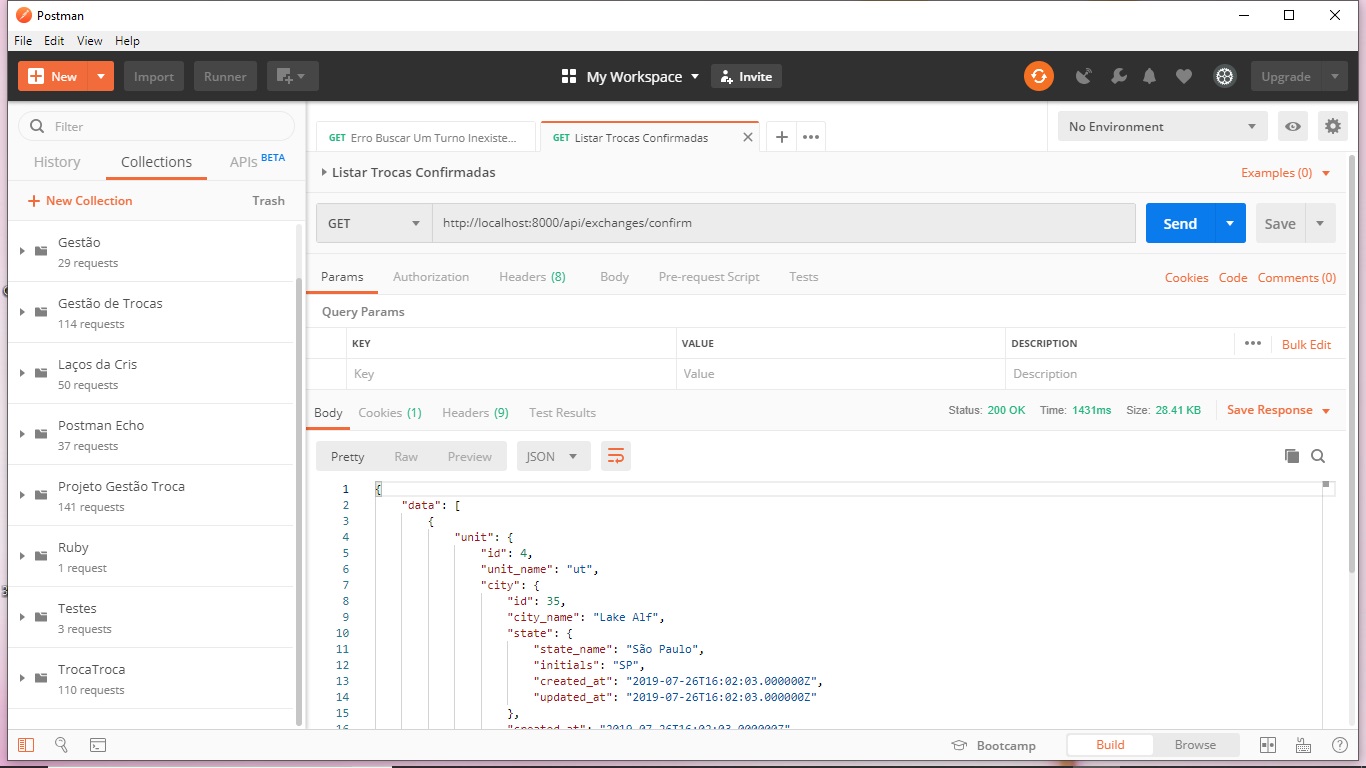 Postman
File Edit View Help
New Import Runner My Workspace Invite Upgrade
Filter
History Collections APIs BETA
+ New Collection Trash
Gestão
29 requests
Gestão de Trocas
114 requests
Laços da Cris
50 requests
Postman Echo
37 requests
Projeto Gestão Troca
141 requests
Ruby
1 request
Testes
3 requests
TrocaTroca
110 requests
GET Erro Buscar Um Turno Inexiste... GET Listar Trocas Confirmadas
No Environment
Listar Trocas Confirmadas Examples (0)
GET http://localhost:8000/api/exchanges/confirm Send Save
Params Authorization Headers (8) Body Pre-request Script Tests Cookies Code Comments (0)
Query Params
KEY VALUE DESCRIPTION Bulk Edit
Key Value Description
Body Cookies (1) Headers (9) Test Results Status: 200 OK Time: 1431ms Size: 28.41 KB Save Response
Pretty Raw Preview JSON
1 {
2 "data": [
3 {
4 "unit": {
5 "id": 4,
6 "unit_name": "ut",
7 "city": {
8 "id": 35,
9 "city_name": "Lake Alf",
10 "state": {
11 "state_name": "São Paulo",
12 "initials": "SP",
13 "created_at": "2019-07-26T16:02:03.000000Z",
14 "updated_at": "2019-07-26T16:02:03.000000Z"
15 },
16 "created_at": "2019-07-26T16:02:03.000000Z"
Bootcamp Build Browse